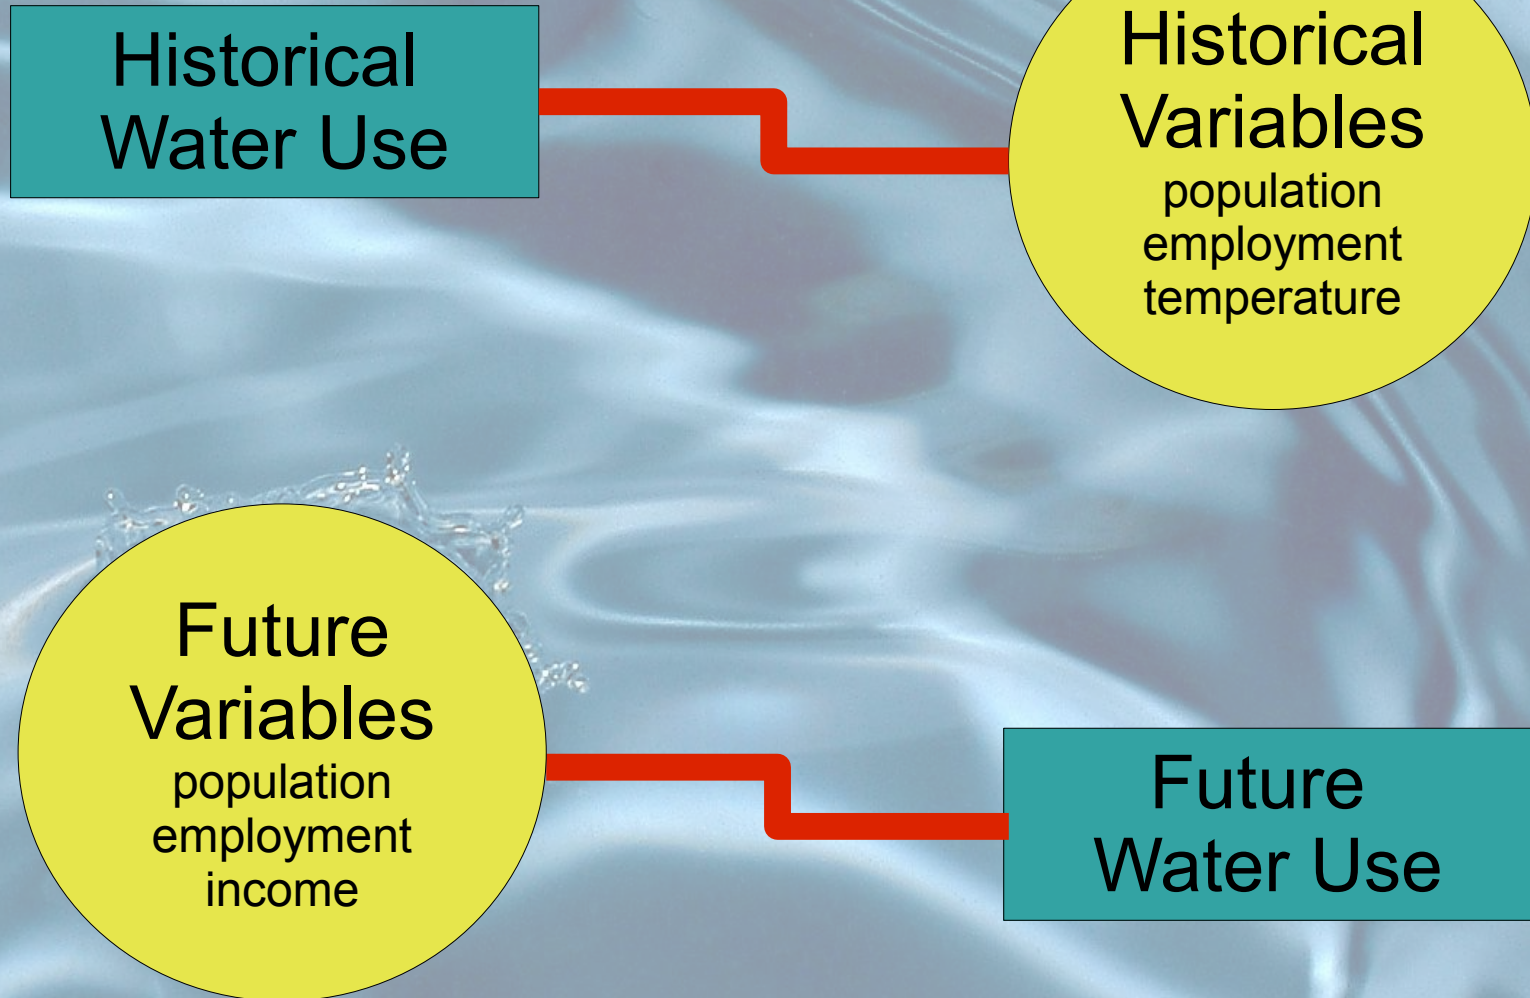 Historical
Water Use
Historical
Variables
population
employment
temperature
Future
Variables
population
employment
income
Future
Water Use